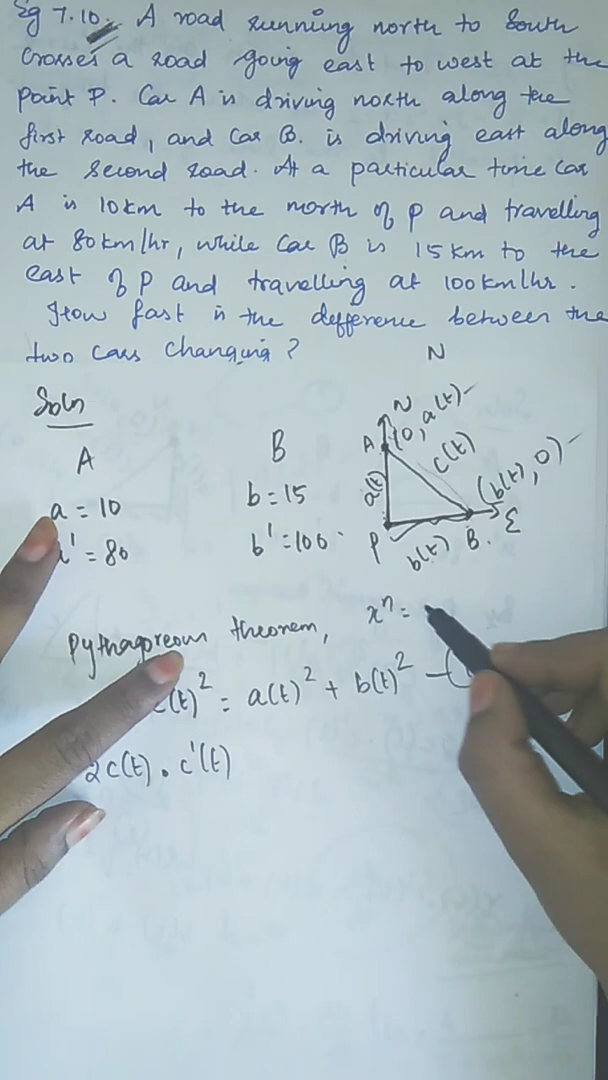 Eg 7.10. A road running north to South
Crosses a road going east to west at the
point P. Car A is driving north along the
first road, and Car B. is driving east along
the second road. At a particular time Car
A is 10km to the north of P and travelling
at 80km/hr, while Car B is 15 km to the
east of P and travelling at 100km/hr.
How fast is the defference between the
two cars changing?
N
Soln
A
a = 10
a' = 80
B
b = 15
b' = 100
N
A (0, a(t)
a(t)
c(t)
(b(t), 0)
P
b(t)
B.
E
Pythagorean theorem,
xⁿ =
c(t)² = a(t)² + b(t)² —
2c(t) . c'(t)